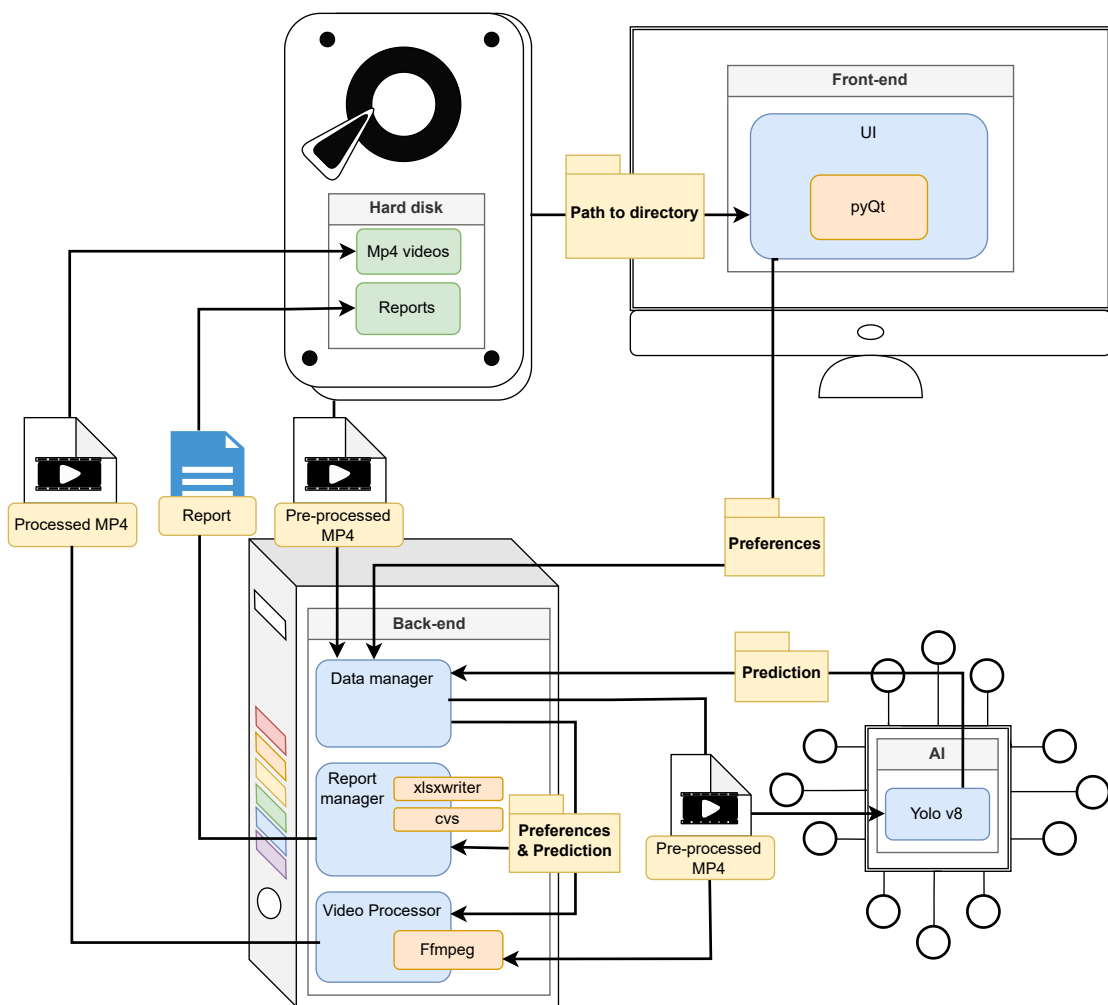 Front-end
UI
pyQt
Hard disk
Mp4 videos
Reports
Path to directory
Processed MP4
Report
Pre-processed
MP4
Preferences
Back-end
Data manager
Prediction
Report
manager
xlsxwriter
cvs
Preferences
& Prediction
Pre-processed
MP4
AI
Yolo v8
Video Processor
Ffmpeg